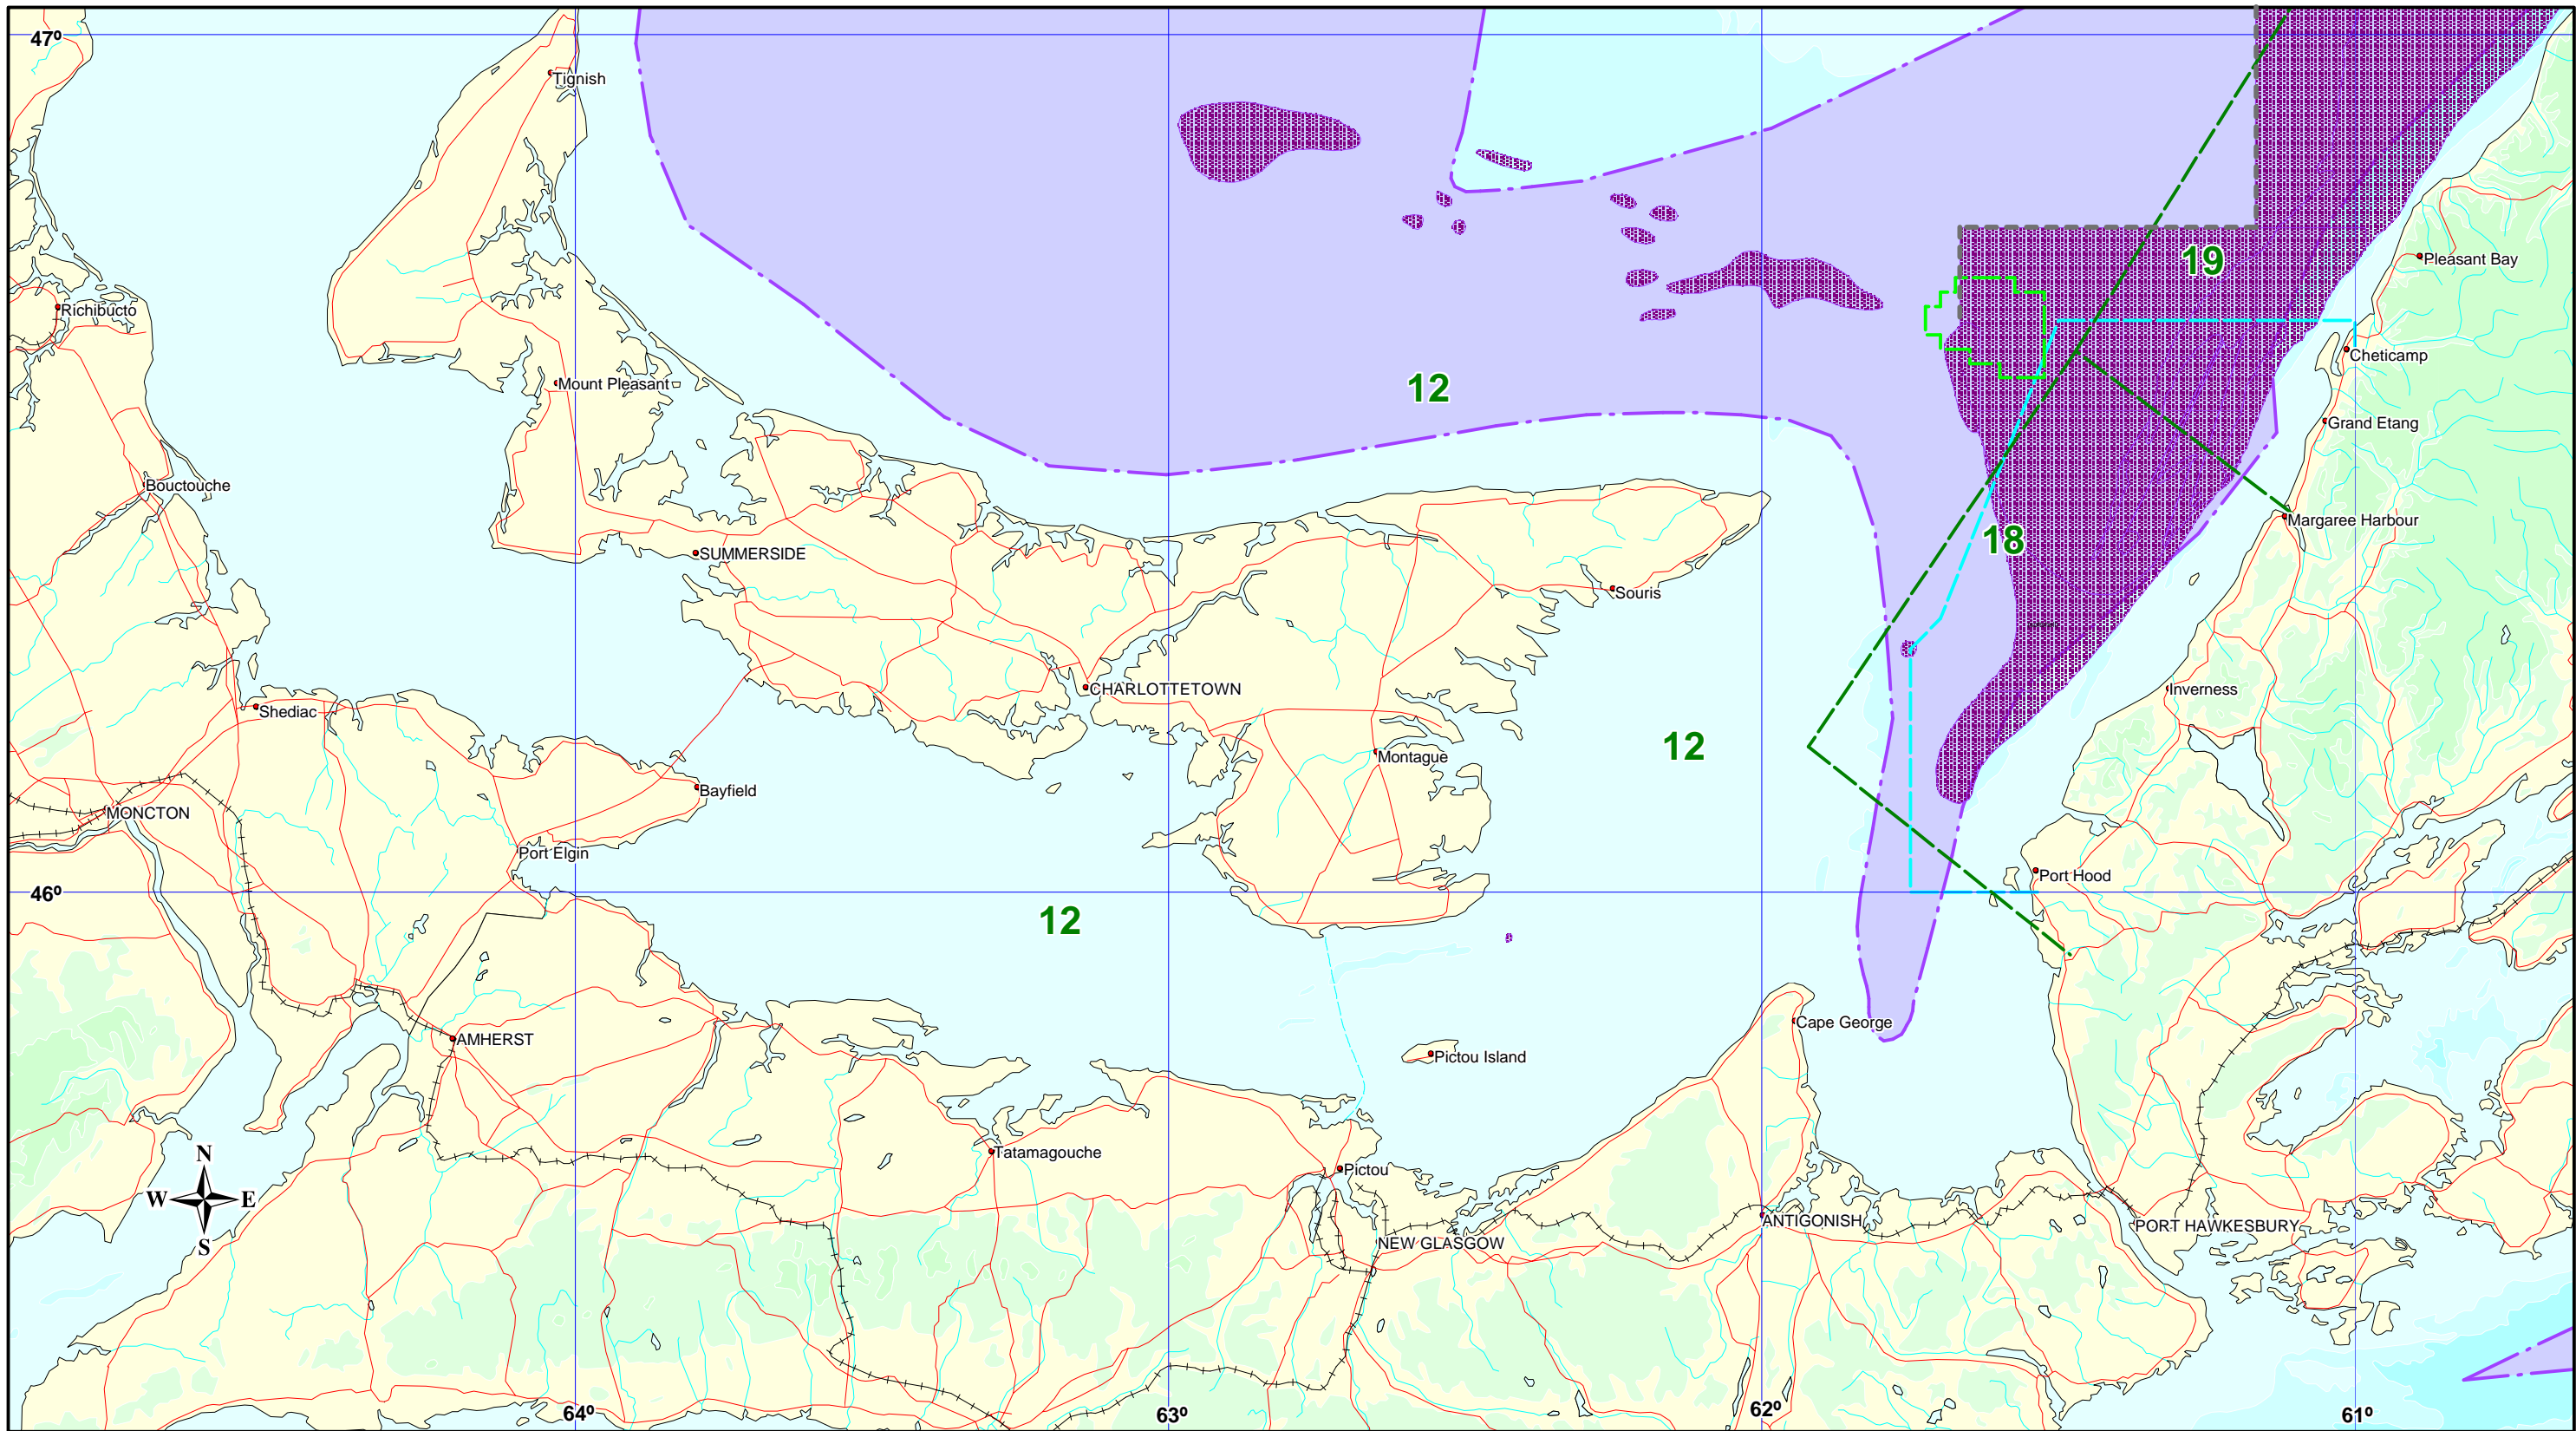 47º
Tignish
19
Pleasant Bay
Richibucto
Cheticamp
Mount Pleasant
12
Grand Etang
Bouctouche
Margaree Harbour
18
SUMMERSIDE
Souris
CHARLOTTETOWN
Inverness
Shediac
12
Montague
Bayfield
MONCTON
Port Elgin
Port Hood
46º
12
Cape George
AMHERST
Pictou Island
N
Tatamagouche
Pictou
W
E
ANTIGONISH
PORT HAWKESBURY
S
NEW GLASGOW
64º
63º
62º
61º